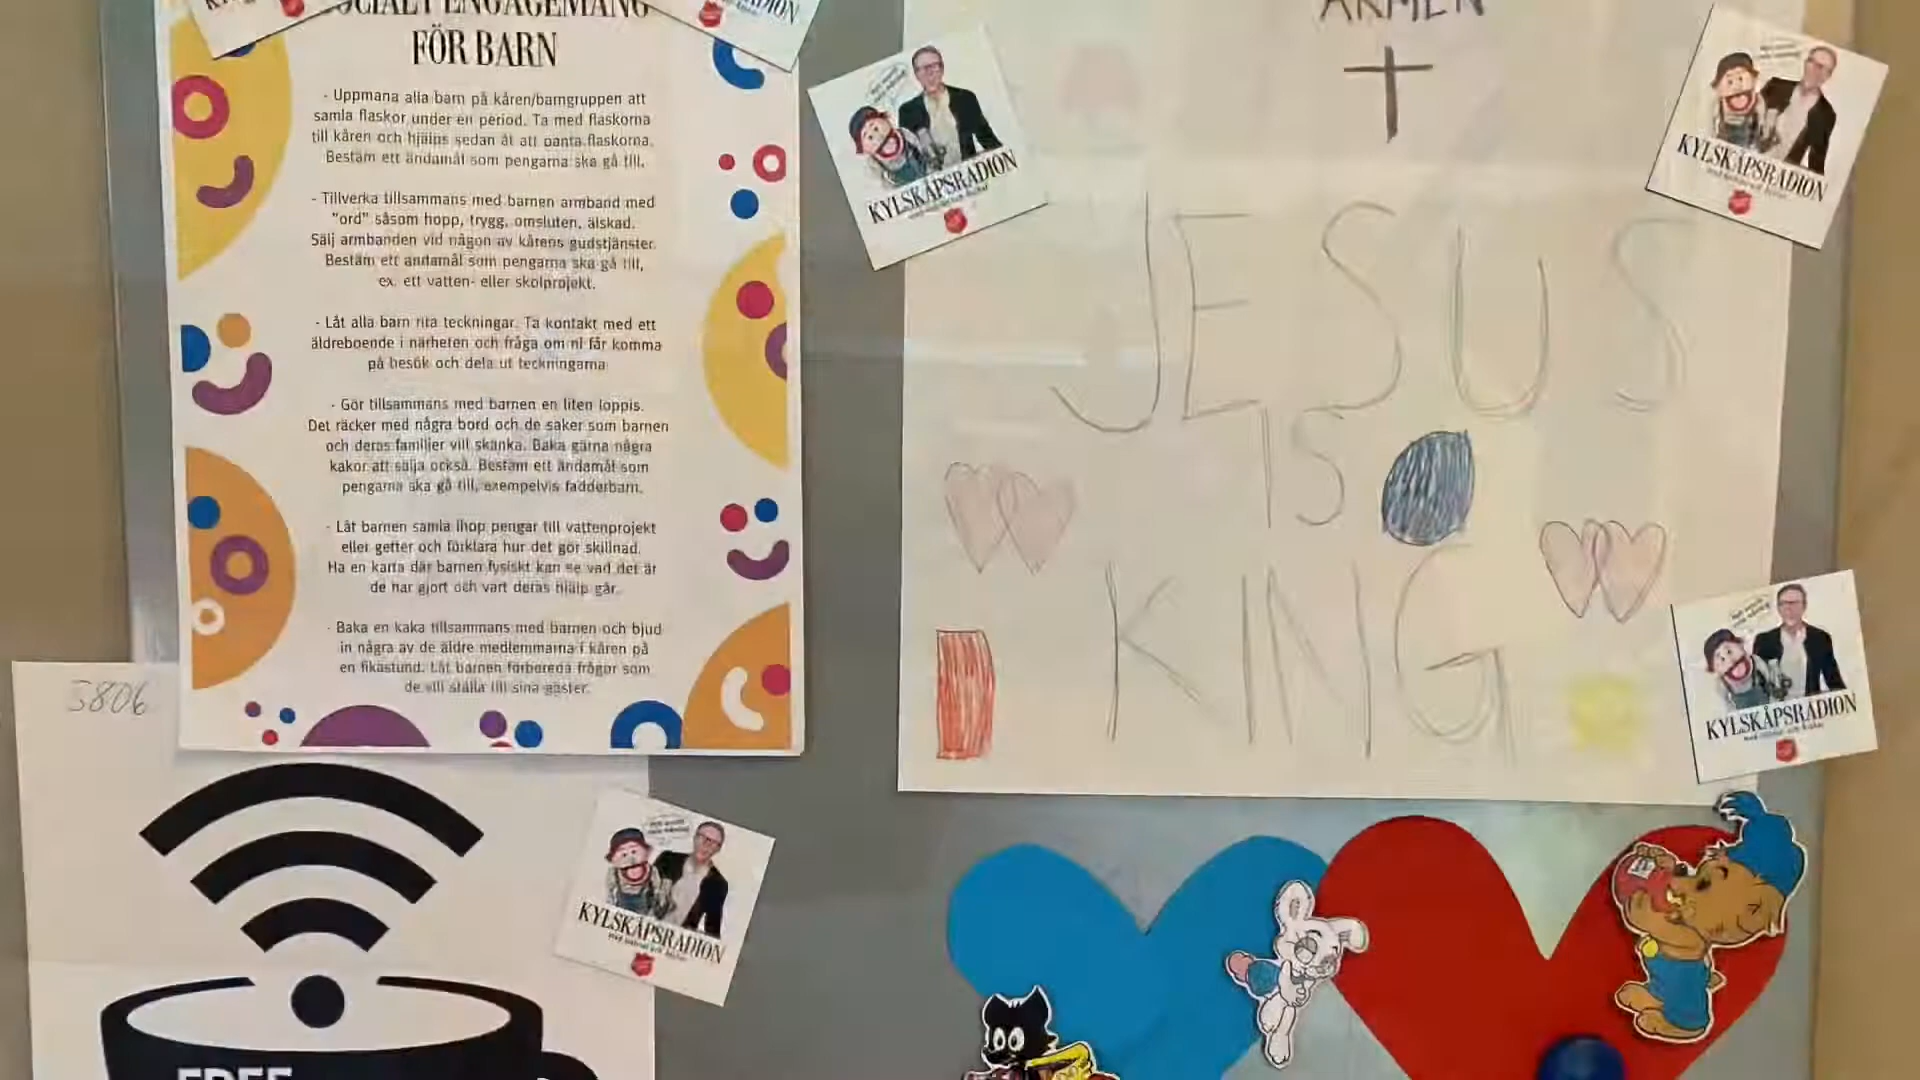 SOCIALT ENGAGEMANG
FÖR BARN
- Uppmana alla barn på kåren/barngruppen att
samla flaskor under en period. Ta med flaskorna
till kåren och hjälps sedan åt att panta flaskorna.
Bestäm ett ändamål som pengarna ska gå till.
- Tillverka tillsammans med barnen armband med
"ord" såsom hopp, trygg, omsluten, älskad.
Sälj armbanden vid någon av kårens gudstjänster.
Bestäm ett ändamål som pengarna ska gå till,
ex. ett vatten- eller skolprojekt.
- Låt alla barn rita teckningar. Ta kontakt med ett
äldreboende i närheten och fråga om ni får komma
på besök och dela ut teckningarna
- Gör tillsammans med barnen en liten loppis.
Det räcker med några bord och de saker som barnen
och deras familjer vill skänka. Baka gärna några
kakor att sälja också. Bestäm ett ändamål som
pengarna ska gå till, exempelvis fadderbarn.
- Låt barnen samla ihop pengar till vattenprojekt
eller getter och förklara hur det gör skillnad.
Ha en karta där barnen fysiskt kan se vad det är
de har gjort och vart deras hjälp går.
- Baka en kaka tillsammans med barnen och bjud
in några av de äldre medlemmarna i kåren på
en fikastund. Låt barnen förbereda frågor som
de vill ställa till sina gäster.
5806
FREE
KYLSKÅPSRADION
ARMÉN
JESUS
IS
KING
KYLSKÅPSRADION
KYLSKÅPSRADION
KYLSKÅPSRADION